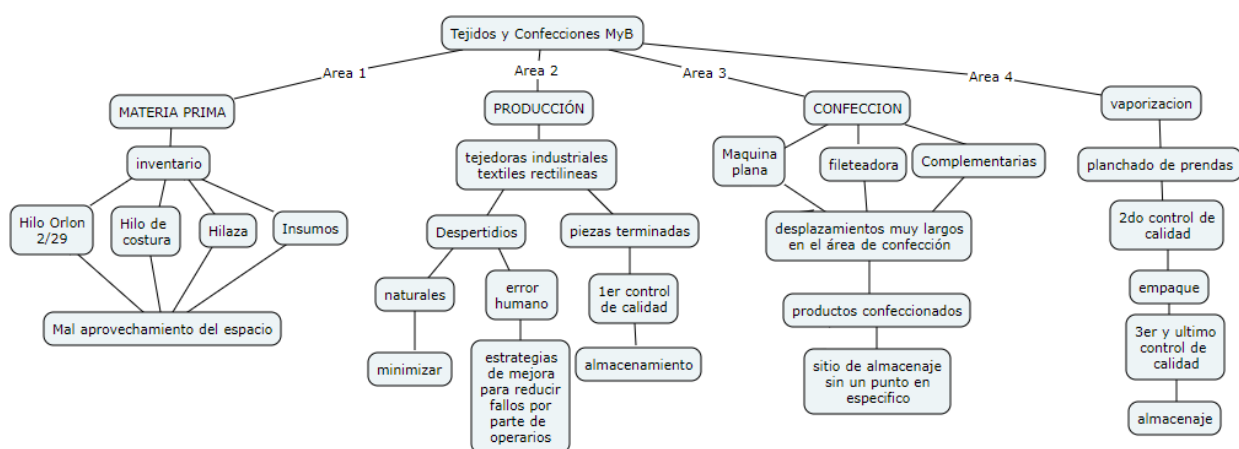 Tejidos y Confecciones MyB
Area 1
Area 2
Area 3
Area 4
MATERIA PRIMA
PRODUCCIÓN
CONFECCION
vaporizacion
inventario
tejedoras industriales
textiles rectilineas
Maquina
plana
fileteadora
Complementarias
planchado de prendas
Hilo Orlon
2/29
Hilo de
costura
Hilaza
Insumos
Despertidios
piezas terminadas
desplazamientos muy largos
en el área de confección
2do control de
calidad
naturales
error
humano
1er control
de calidad
productos confeccionados
empaque
Mal aprovechamiento del espacio
minimizar
estrategias
de mejora
para reducir
fallos por
parte de
operarios
almacenamiento
sitio de almacenaje
sin un punto en
especifico
3er y ultimo
control de
calidad
almacenaje